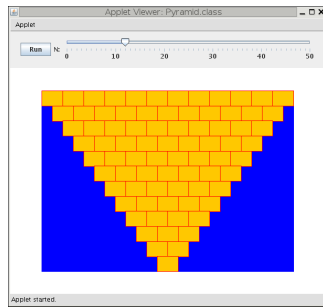 Applet Viewer: Pyramid.class
Applet
Run N:
0 10 20 30 40 50
Applet started.